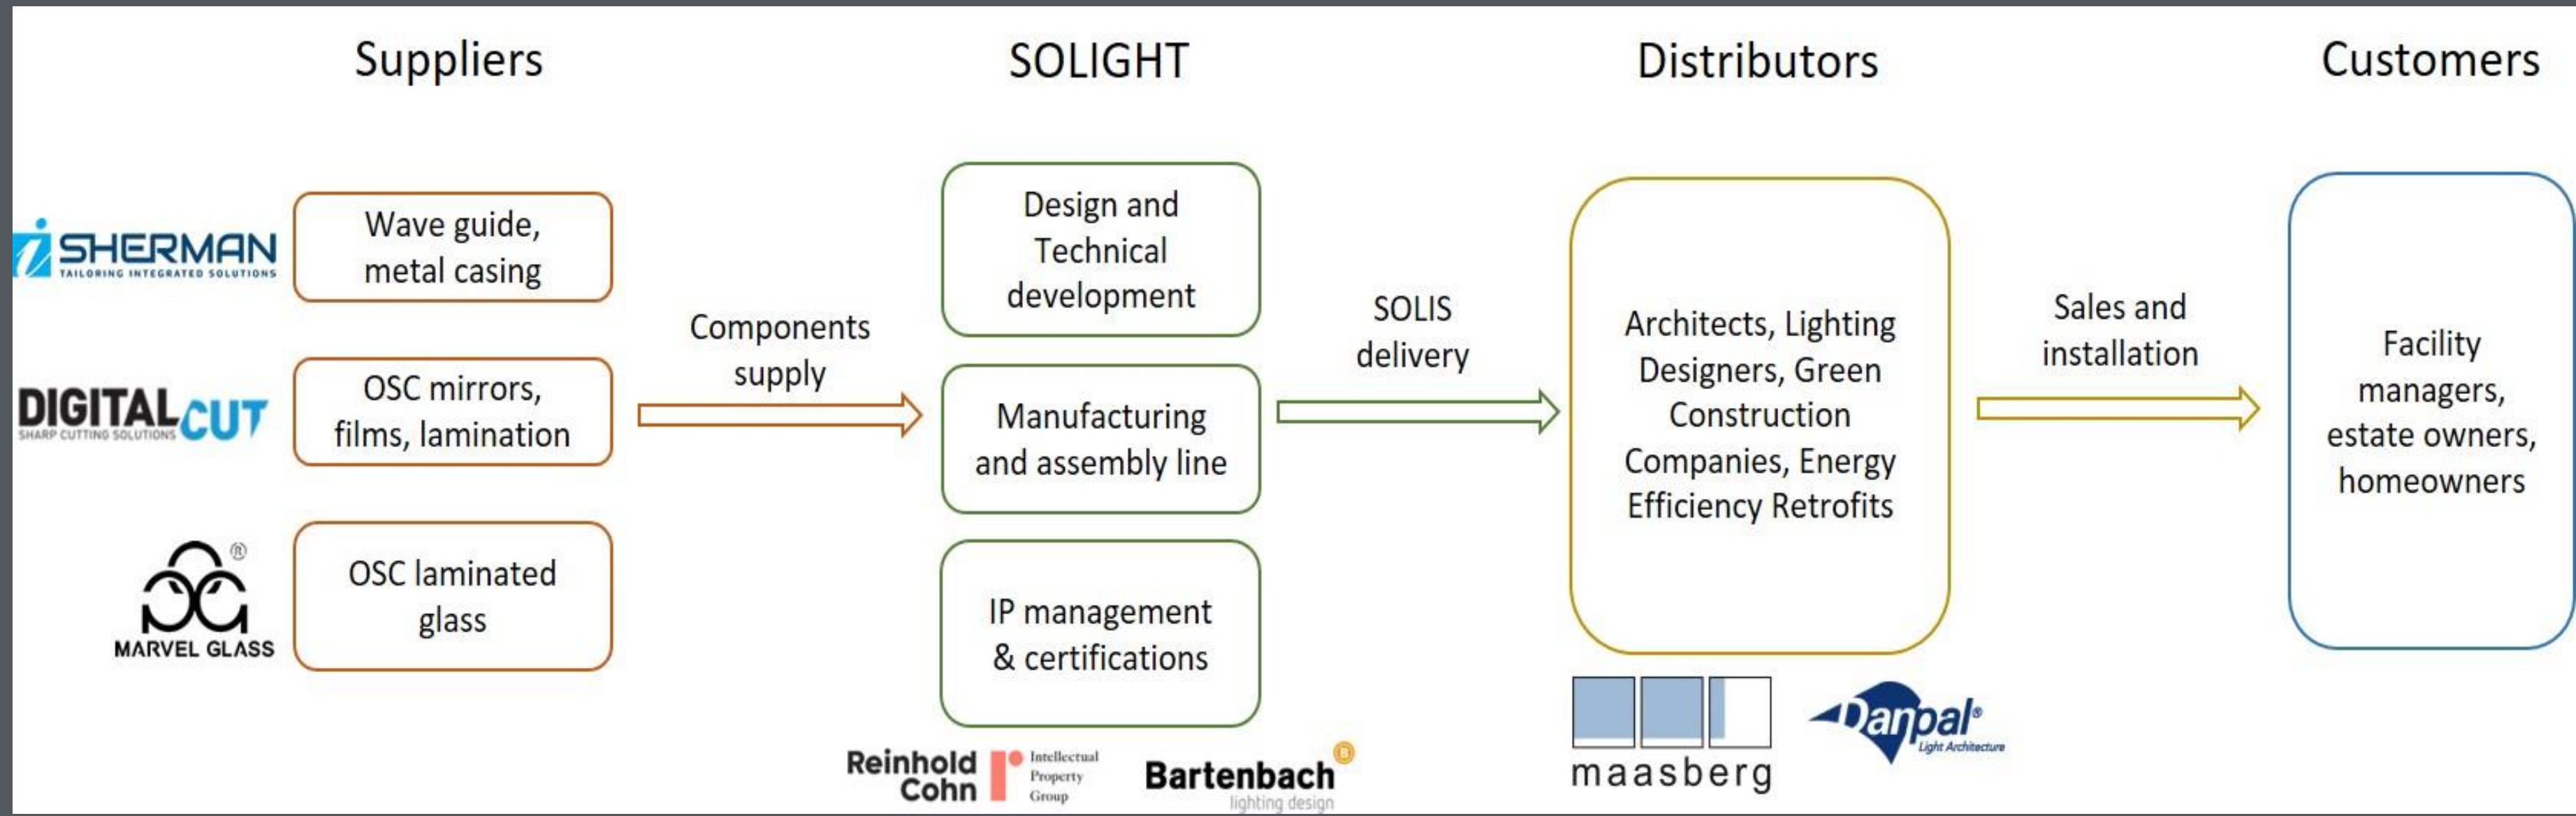 Suppliers
SOLIGHT
Distributors
Customers
SHERMAN
TAILORING INTEGRATED SOLUTIONS
Wave guide,
metal casing
DIGITALCUT
SHARP CUTTING SOLUTIONS
OSC mirrors,
films, lamination
®
MARVEL GLASS
OSC laminated
glass
Components
supply
Design and
Technical
development
Manufacturing
and assembly line
IP management
& certifications
Reinhold
Cohn
Intellectual
Property
Group
Bartenbach
B
lighting design
SOLIS
delivery
Architects, Lighting
Designers, Green
Construction
Companies, Energy
Efficiency Retrofits
maasberg
Danpal®
Light Architecture
Sales and
installation
Facility
managers,
estate owners,
homeowners